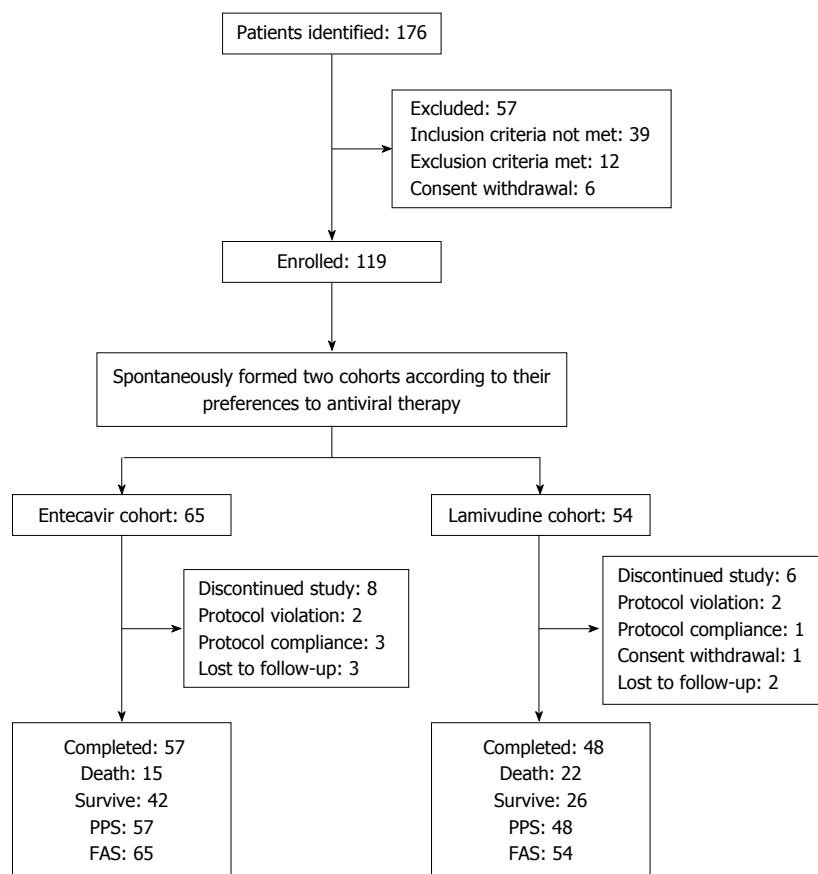 Patients identified: 176
Excluded: 57
Inclusion criteria not met: 39
Exclusion criteria met: 12
Consent withdrawal: 6
Enrolled: 119
Spontaneously formed two cohorts according to their
preferences to antiviral therapy
Entecavir cohort: 65
Lamivudine cohort: 54
Discontinued study: 8
Protocol violation: 2
Protocol compliance: 3
Lost to follow-up: 3
Discontinued study: 6
Protocol violation: 2
Protocol compliance: 1
Consent withdrawal: 1
Lost to follow-up: 2
Completed: 57
Death: 15
Survive: 42
PPS: 57
FAS: 65
Completed: 48
Death: 22
Survive: 26
PPS: 48
FAS: 54